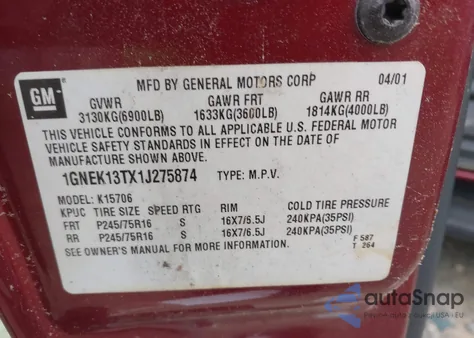 MFD BY GENERAL MOTORS CORP 04/01
GM
GVWR GAWR FRT GAWR RR
3130KG(6900LB) 1633KG(3600LB) 1814KG(4000LB)
THIS VEHICLE CONFORMS TO ALL APPLICABLE U.S. FEDERAL MOTOR
VEHICLE SAFETY STANDARDS IN EFFECT ON THE DATE OF
MANUFACTURE SHOWN ABOVE.
1GNEK13TX1J275874 TYPE: M.P.V.
MODEL: K15706
KPUC TIRE SIZE SPEED RTG RIM COLD TIRE PRESSURE
FRT P245/75R16 S 16X7/6.5J 240KPA(35PSI)
RR P245/75R16 S 16X7/6.5J 240KPA(35PSI)
SEE OWNER'S MANUAL FOR MORE INFORMATION.
F 587
T 264
autoSnap